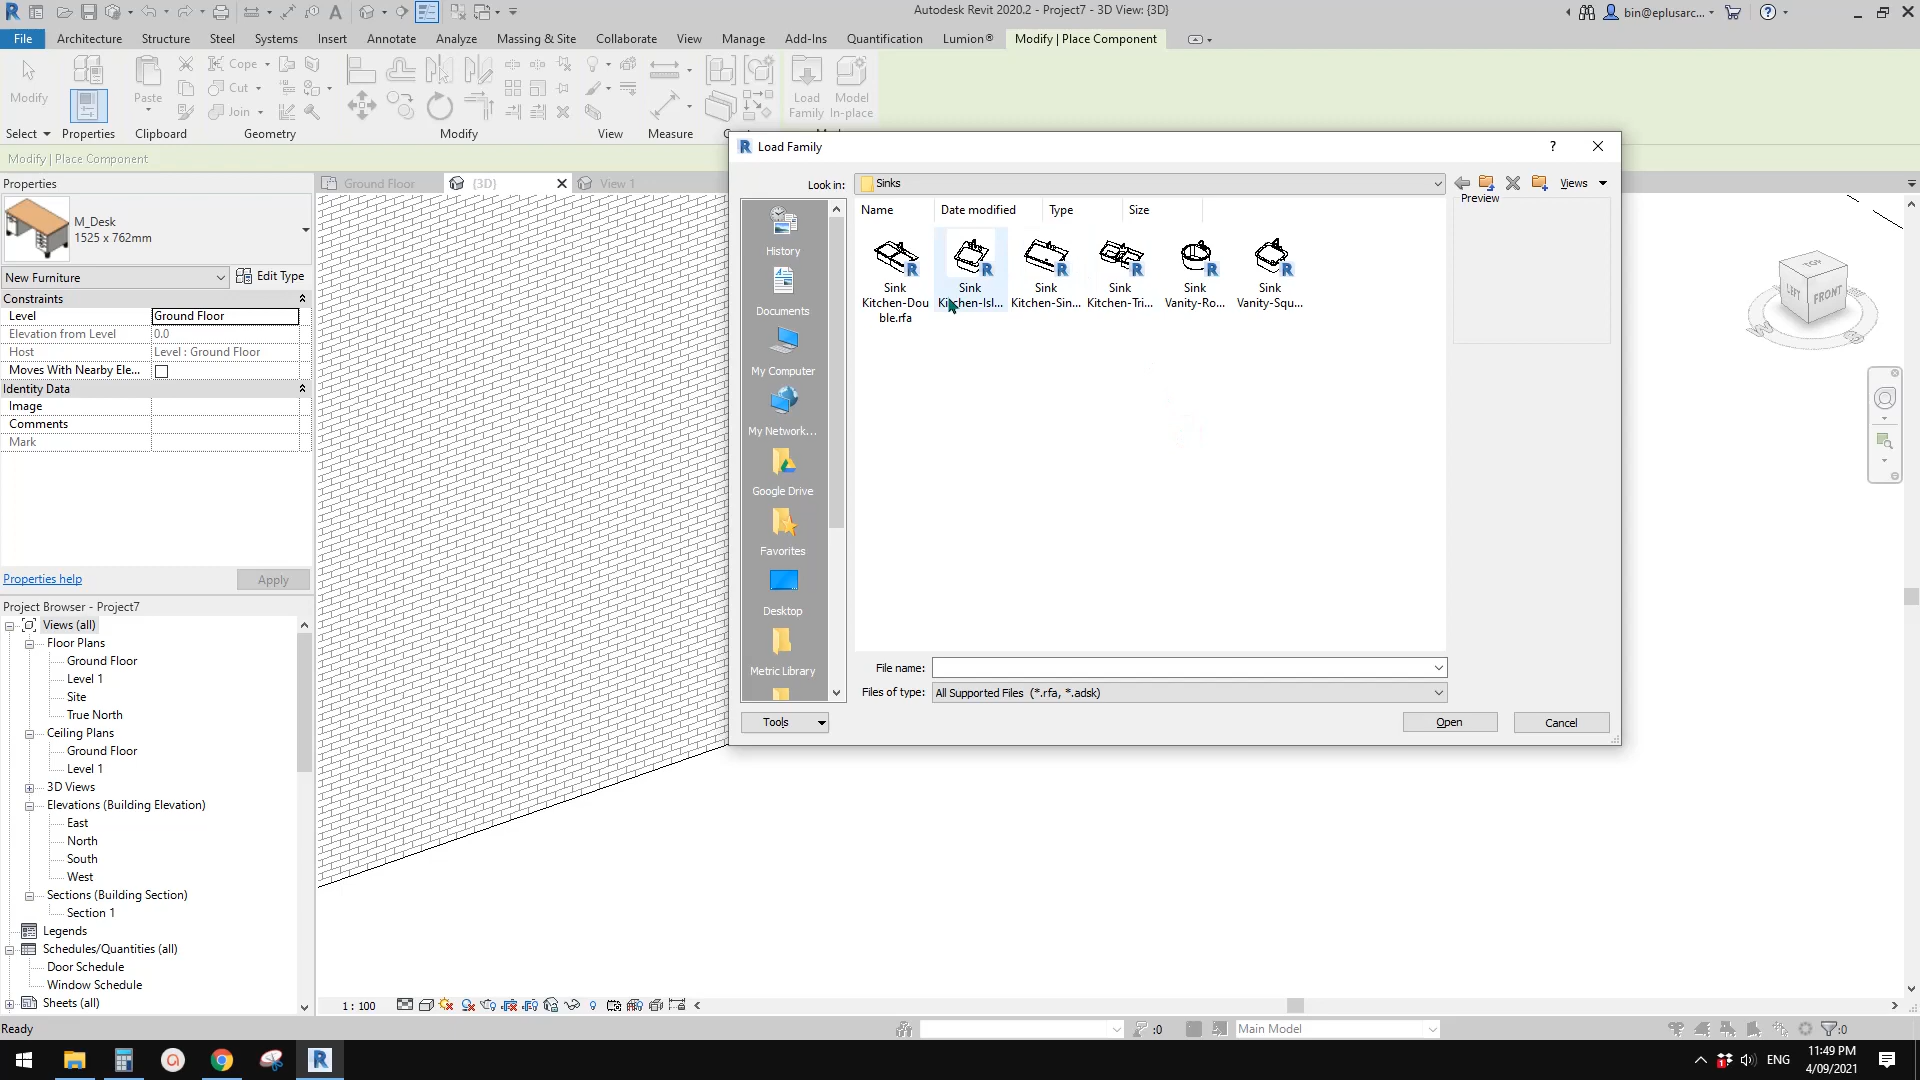 Autodesk Revit 2020.2 - Project7 - 3D View: {3D}
bin@eplusarc...
File Architecture Structure Steel Systems Insert Annotate Analyze Massing & Site Collaborate View Manage Add-Ins Quantification Lumion® Modify | Place Component
Modify
Paste
Cope
Cut
Join
Load Family
Model In-place
Select Properties Clipboard Geometry Modify View Measure
Modify | Place Component
Properties
M_Desk
1525 x 762mm
New Furniture
Edit Type
Constraints
Level Ground Floor
Elevation from Level 0.0
Host Level : Ground Floor
Moves With Nearby Ele...
Identity Data
Image
Comments
Mark
Properties help
Apply
Project Browser - Project7
Views (all)
Floor Plans
Ground Floor
Level 1
Site
True North
Ceiling Plans
Ground Floor
Level 1
3D Views
Elevations (Building Elevation)
East
North
South
West
Sections (Building Section)
Section 1
Legends
Schedules/Quantities (all)
Door Schedule
Window Schedule
Sheets (all)
Ground Floor
{3D}
View 1
Load Family
Look in: Sinks
Views
Preview
Name Date modified Type Size
History
Documents
My Computer
My Network...
Google Drive
Favorites
Desktop
Metric Library
Sink Kitchen-Double.rfa
Sink Kitchen-Isl...
Sink Kitchen-Sin...
Sink Kitchen-Tri...
Sink Vanity-Ro...
Sink Vanity-Squ...
File name:
Files of type: All Supported Files (*.rfa, *.adsk)
Tools
Open
Cancel
TOP
LEFT
FRONT
W
S
1 : 100
Ready
:0
Main Model
:0
ENG
11:49 PM
4/09/2021